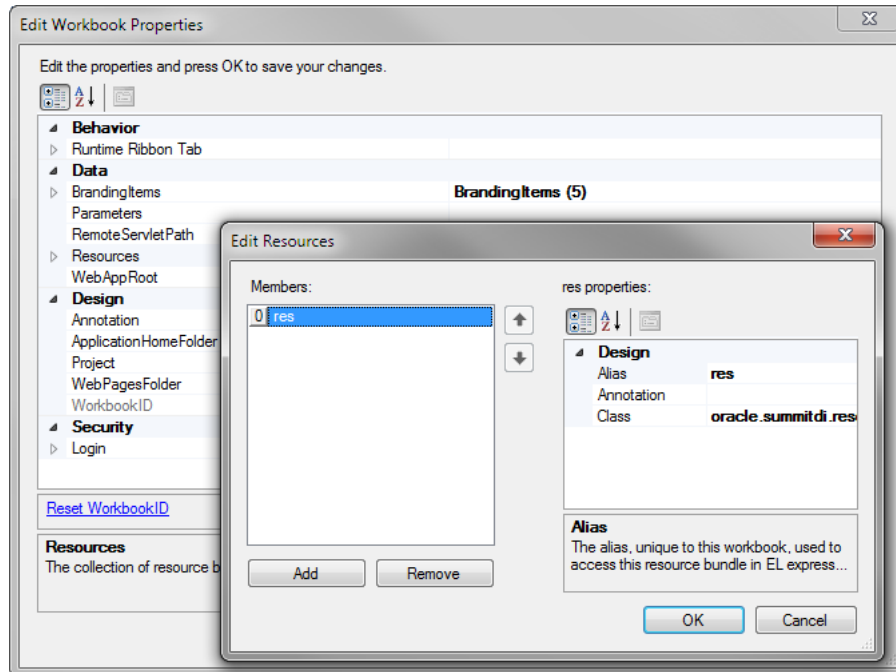 Edit Workbook Properties
Edit the properties and press OK to save your changes.
Behavior
Runtime Ribbon Tab
Data
BrandingItems BrandingItems (5)
Parameters
RemoteServletPath
Resources
WebAppRoot
Design
Annotation
ApplicationHomeFolder
Project
WebPagesFolder
WorkbookID
Security
Login
Reset WorkbookID
Resources
The collection of resource b
Edit Resources
Members:
0 res
Add Remove
res properties:
Design
Alias res
Annotation
Class oracle.summitdi.res
Alias
The alias, unique to this workbook, used to
access this resource bundle in EL express...
OK Cancel